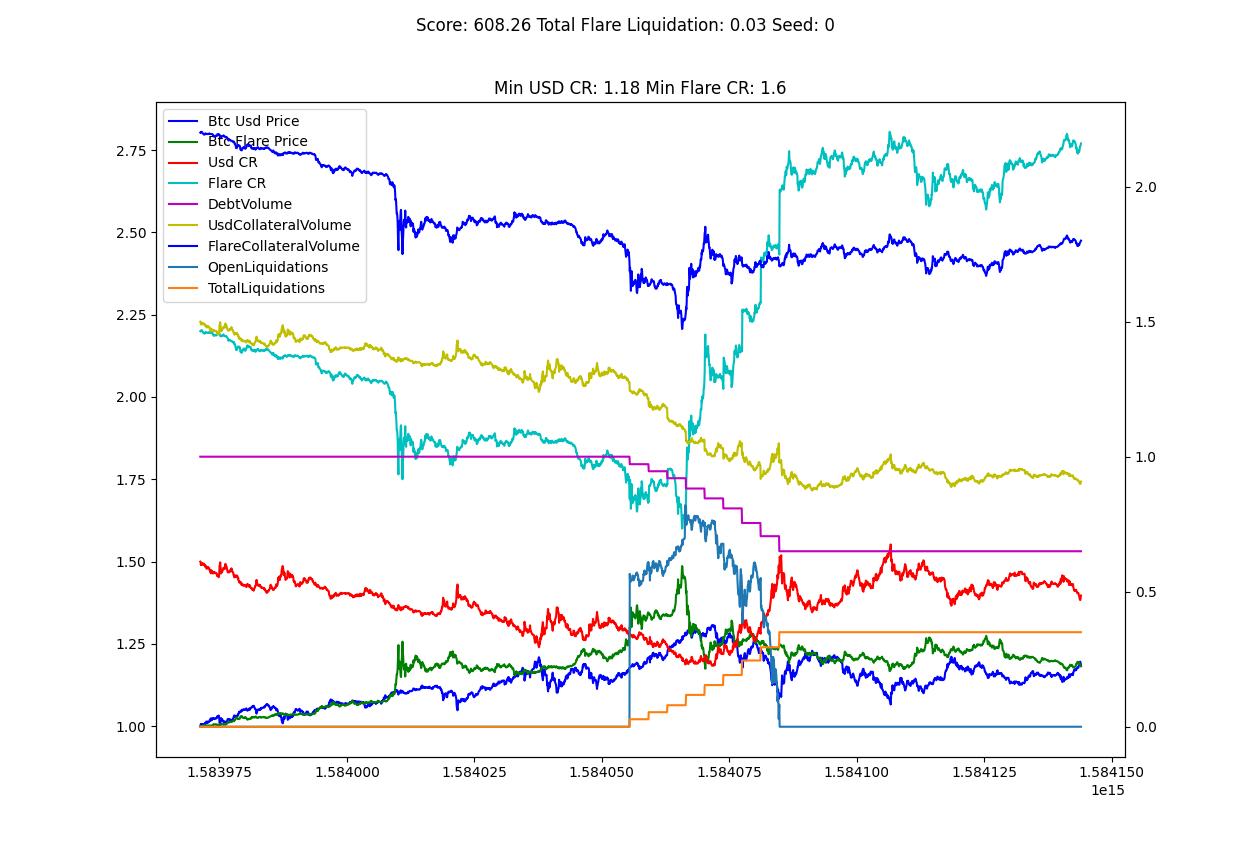 Score: 608.26 Total Flare Liquidation: 0.03 Seed: 0
Min USD CR: 1.18 Min Flare CR: 1.6
Btc Usd Price
Btc Flare Price
Usd CR
Flare CR
DebtVolume
UsdCollateralVolume
FlareCollateralVolume
OpenLiquidations
TotalLiquidations
2.75
2.50
2.25
2.00
1.75
1.50
1.25
1.00
2.0
1.5
1.0
0.5
0.0
1.583975 1.584000 1.584025 1.584050 1.584075 1.584100 1.584125 1.584150
1e15